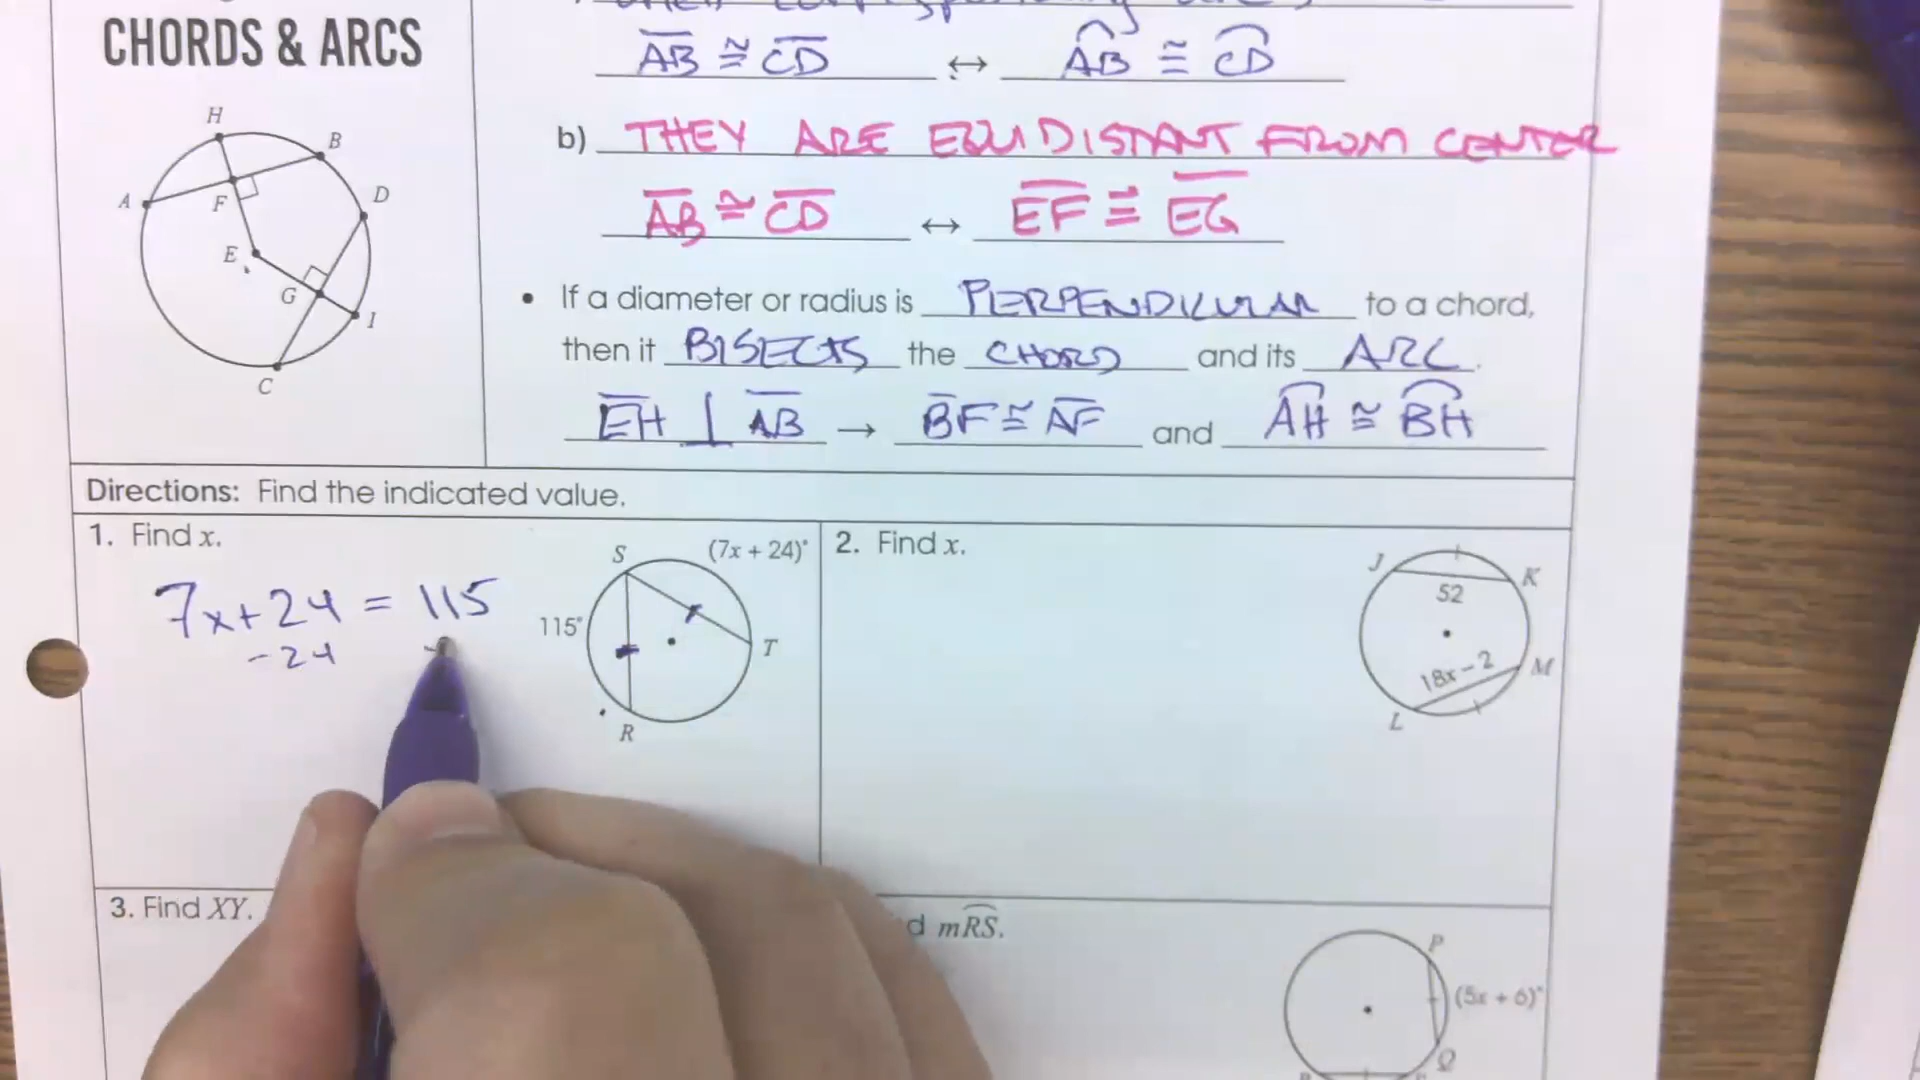 CHORDS & ARCS
H
B
A
D
F
E
G
I
C
AB ≅ CD ↔ AB ≅ CD
b) THEY ARE EQUIDISTANT FROM CENTER
AB ≅ CD ↔ EF ≅ EG
• If a diameter or radius is PERPENDICULAR to a chord,
then it BISECTS the CHORD and its ARC.
EH ⊥ AB → BF ≅ AF and AH ≅ BH
Directions: Find the indicated value.
1. Find x.
7x+24 = 115
-24 -
S
(7x + 24)°
115°
T
R
2. Find x.
J
K
52
18x − 2
M
L
3. Find XY.
mRS.
P
(5x + 6)°
Q